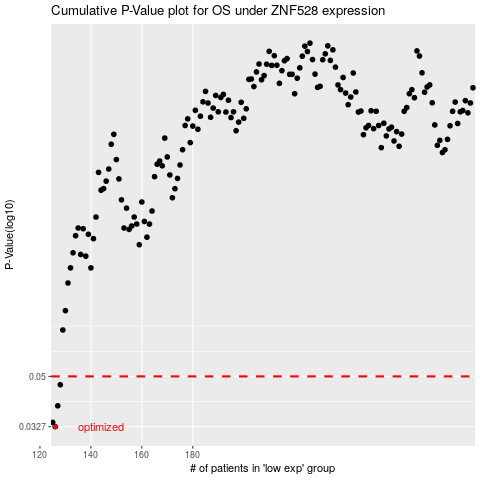 Cumulative P-Value plot for OS under ZNF528 expression
P-Value(log10)
0.05
0.0327
optimized
120 140 160 180
# of patients in 'low exp' group